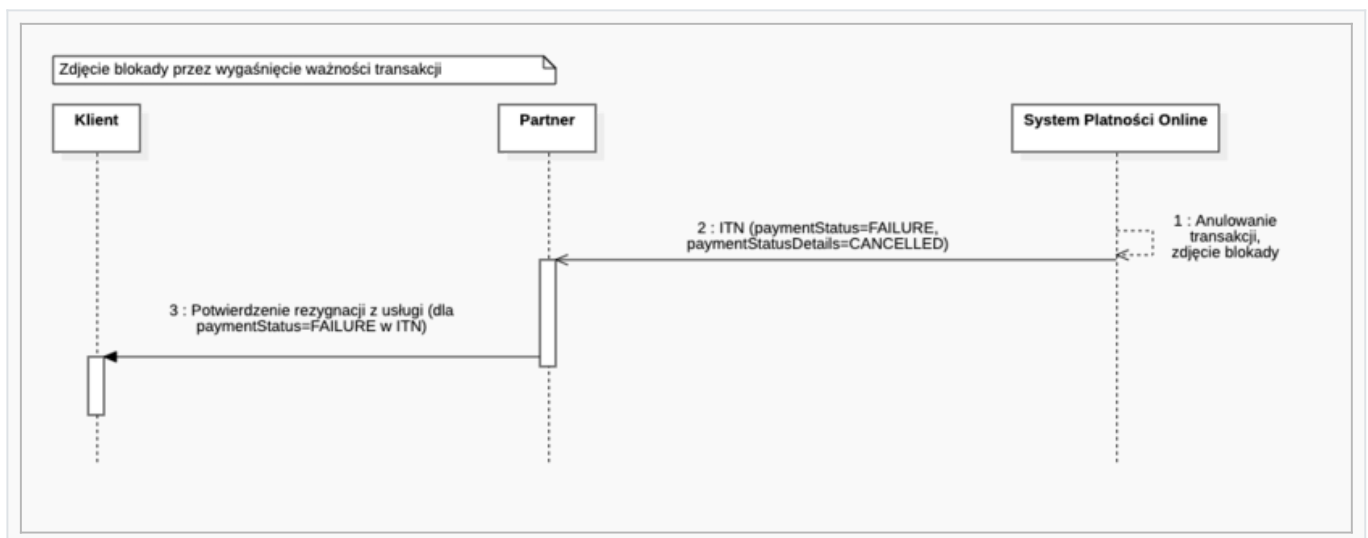 Zdjęcie blokady przez wygaśnięcie ważności transakcji
Klient
Partner
System Płatności Online
1 : Anulowanie
transakcji,
zdjęcie blokady
2 : ITN (paymentStatus=FAILURE,
paymentStatusDetails=CANCELLED)
3 : Potwierdzenie rezygnacji z usługi (dla
paymentStatus=FAILURE w ITN)